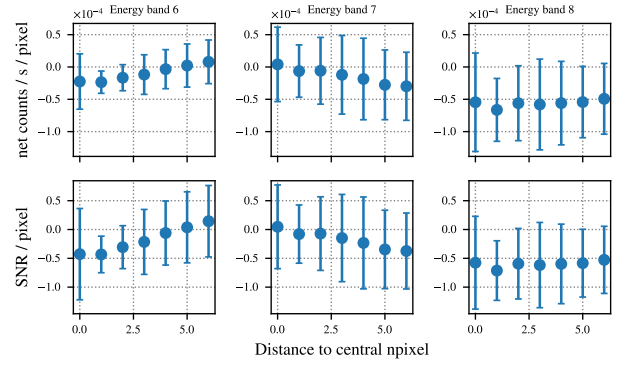 ×10⁻⁴ Energy band 6
×10⁻⁴ Energy band 7
×10⁻⁴ Energy band 8
net counts / s / pixel
0.5
0.0
−0.5
−1.0
0.5
0.0
−0.5
−1.0
0.5
0.0
−0.5
−1.0
SNR / pixel
0.5
0.0
−0.5
−1.0
0.5
0.0
−0.5
−1.0
0.5
0.0
−0.5
−1.0
0.0 2.5 5.0
0.0 2.5 5.0
0.0 2.5 5.0
Distance to central npixel